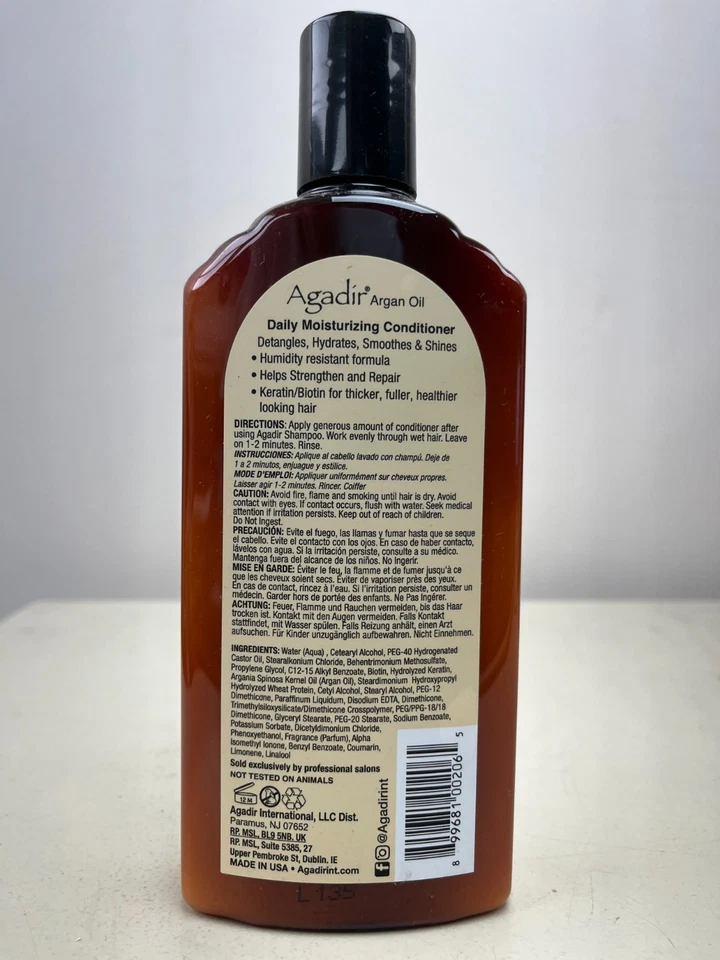 Agadir® Argan Oil
Daily Moisturizing Conditioner
Detangles, Hydrates, Smoothes & Shines
• Humidity resistant formula
• Helps Strengthen and Repair
• Keratin/Biotin for thicker, fuller, healthier
looking hair
DIRECTIONS: Apply generous amount of conditioner after
using Agadir Shampoo. Work evenly through wet hair. Leave
on 1-2 minutes. Rinse.
INSTRUCCIONES: Aplique al cabello lavado con champú. Deje de
1 a 2 minutos, enjuague y estilice.
MODE D'EMPLOI: Appliquer uniformément sur cheveux propres.
Laisser agir 1-2 minutes. Rincer. Coiffer
CAUTION: Avoid fire, flame and smoking until hair is dry. Avoid
contact with eyes. If contact occurs, flush with water. Seek medical
attention if irritation persists. Keep out of reach of children.
Do Not Ingest.
PRECAUCIÓN: Evite el fuego, las llamas y fumar hasta que se seque
el cabello. Evite el contacto con los ojos. En caso de haber contacto,
lávelos con agua. Si la irritación persiste, consulte a su médico.
Mantenga fuera del alcance de los niños. No Ingerir.
MISE EN GARDE: Éviter le feu, la flamme et de fumer jusqu'à ce
que les cheveux soient secs. Éviter de vaporiser près des yeux.
En cas de contact, rincez à l'eau. Si l'irritation persiste, consulter un
médecin. Garder hors de portée des enfants. Ne Pas Ingérer.
ACHTUNG: Feuer, Flamme und Rauchen vermeiden, bis das Haar
trocken ist. Kontakt mit den Augen vermeiden. Falls Kontakt
stattfindet, mit Wasser spülen. Falls Reizung anhält, einen Arzt
aufsuchen. Für Kinder unzugänglich aufbewahren. Nicht Einnehmen.
INGREDIENTS: Water (Aqua) , Cetearyl Alcohol, PEG-40 Hydrogenated
Castor Oil, Stearalkonium Chloride, Behentrimonium Methosulfate,
Propylene Glycol, C12-15 Alkyl Benzoate, Biotin, Hydrolyzed Keratin,
Argania Spinosa Kernel Oil (Argan Oil), Steardimonium Hydroxypropyl
Hydrolyzed Wheat Protein, Cetyl Alcohol, Stearyl Alcohol, PEG-12
Dimethicone, Paraffinum Liquidum, Disodium EDTA, Dimethicone,
Trimethylsiloxysilicate/Dimethicone Crosspolymer, PEG/PPG-18/18
Dimethicone, Glyceryl Stearate, PEG-20 Stearate, Sodium Benzoate,
Potassium Sorbate, Dicetyldimonium Chloride,
Phenoxyethanol, Fragrance (Parfum), Alpha
Isomethyl Ionone, Benzyl Benzoate, Coumarin,
Limonene, Linalool
Sold exclusively by professional salons
NOT TESTED ON ANIMALS
12 M
Agadir International, LLC Dist.
Paramus, NJ 07652
RP. MSL, BL9 5NB. UK
RP. MSL, Suite 5385, 27
Upper Pembroke St, Dublin. IE
MADE IN USA • Agadirint.com
@Agadirint
8 99681 00206 5
L 135